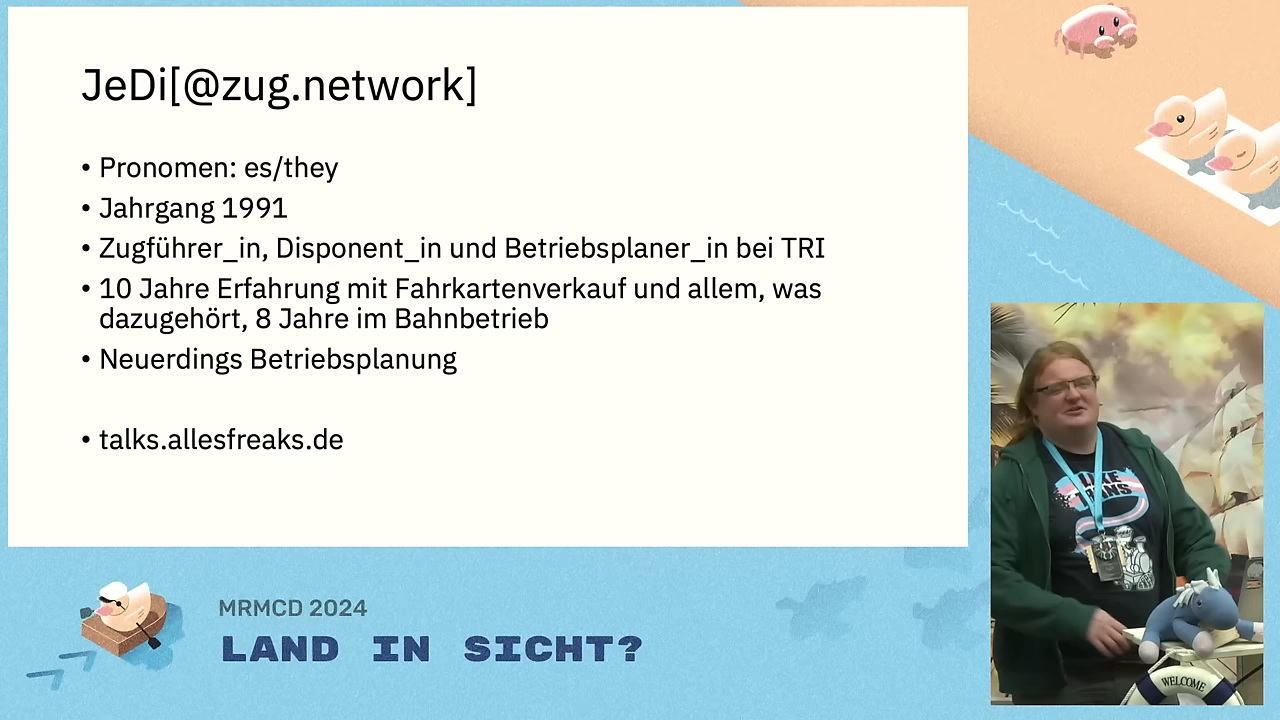 JeDi[@zug.network]
• Pronomen: es/they
• Jahrgang 1991
• Zugführer_in, Disponent_in und Betriebsplaner_in bei TRI
• 10 Jahre Erfahrung mit Fahrkartenverkauf und allem, was
dazugehört, 8 Jahre im Bahnbetrieb
• Neuerdings Betriebsplanung
• talks.allesfreaks.de
MRMCD 2024
LAND IN SICHT?
WELCOME